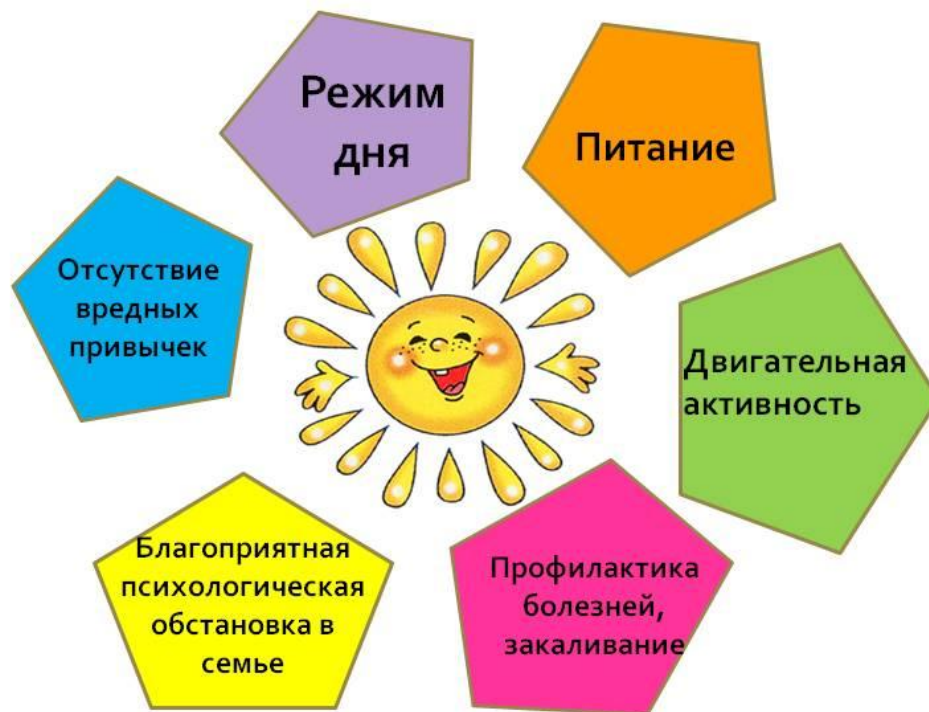 Режим
дня
Питание
Отсутствие
вредных
привычек
Двигательная
активность
Благоприятная
психологическая
обстановка в
семье
Профилактика
болезней,
закаливание